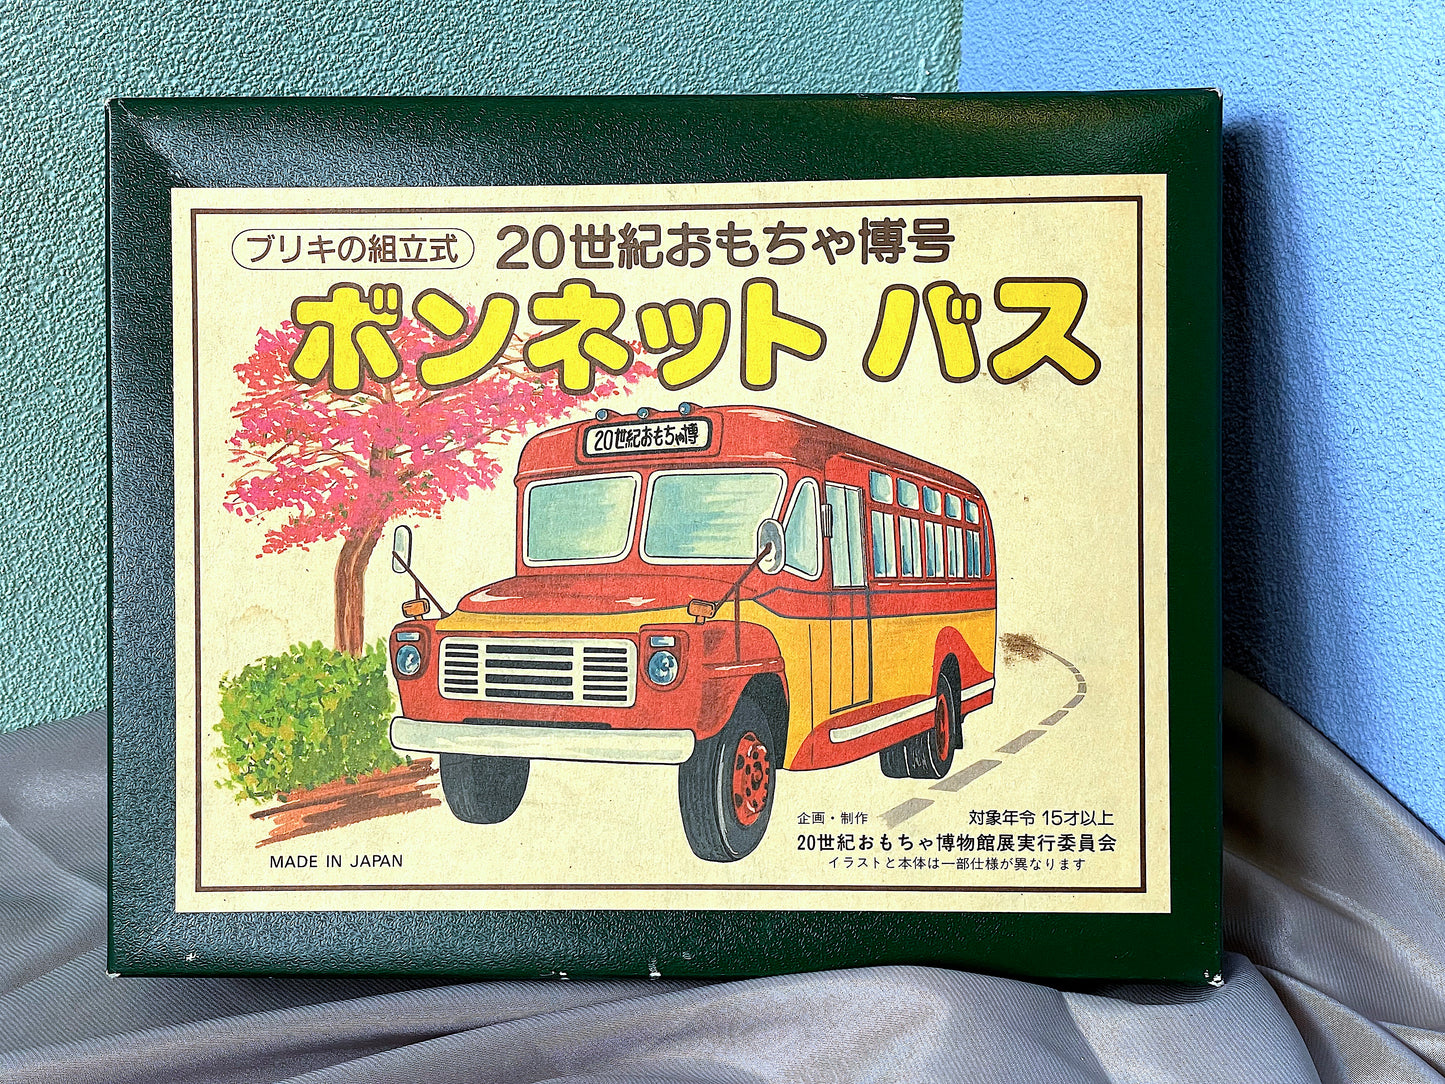 ブリキの組立式 20世紀おもちゃ博号
ボンネット バス
20世紀おもちゃ博
企画・制作 対象年令 15才以上
20世紀おもちゃ博物館展実行委員会
イラストと本体は一部仕様が異なります
MADE IN JAPAN